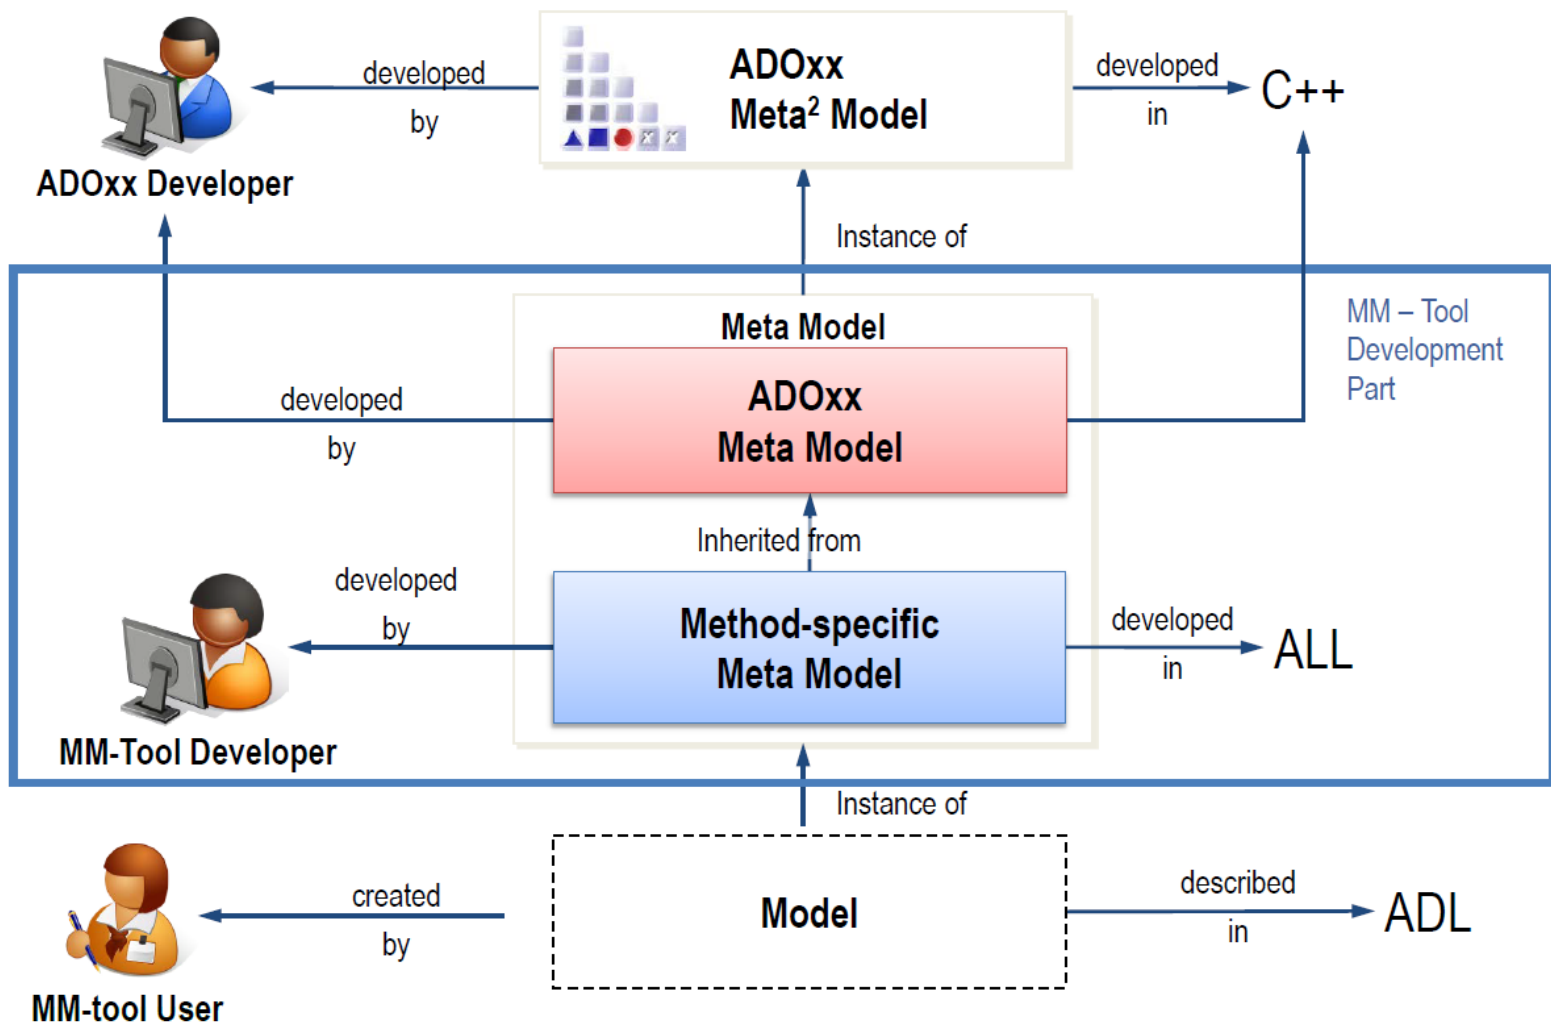 developed
by
ADOxx
Meta² Model
developed
in
C++
ADOxx Developer
Instance of
MM – Tool
Development
Part
Meta Model
ADOxx
Meta Model
developed
by
Inherited from
developed
by
Method-specific
Meta Model
developed
in
ALL
MM-Tool Developer
Instance of
created
by
Model
described
in
ADL
MM-tool User